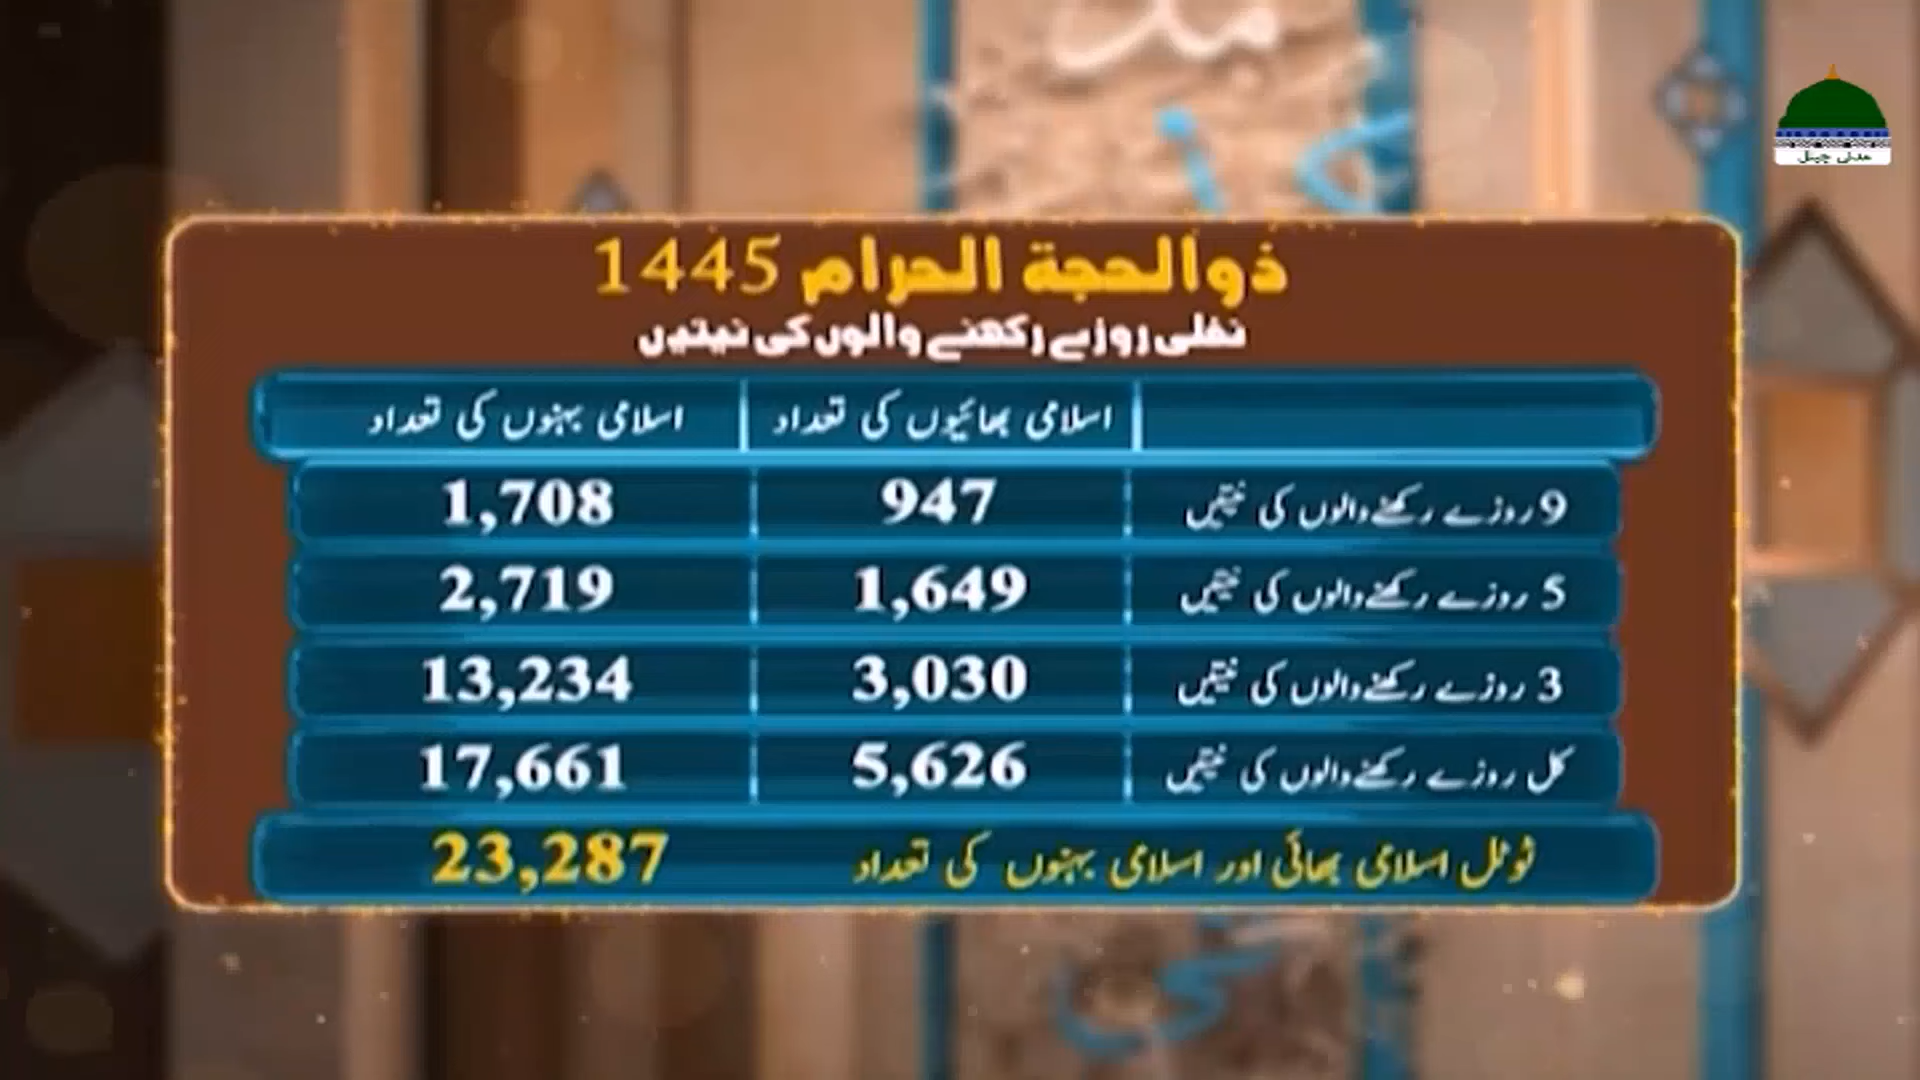 مدنی چینل
ذوالحجۃ الحرام 1445
نفلی روزے رکھنے والوں کی نیتیں
اسلامی بھائیوں کی تعداد اسلامی بہنوں کی تعداد
9 روزے رکھنے والوں کی نیتیں 947 1,708
5 روزے رکھنے والوں کی نیتیں 1,649 2,719
3 روزے رکھنے والوں کی نیتیں 3,030 13,234
کل روزے رکھنے والوں کی نیتیں 5,626 17,661
ٹوٹل اسلامی بھائی اور اسلامی بہنوں کی تعداد 23,287